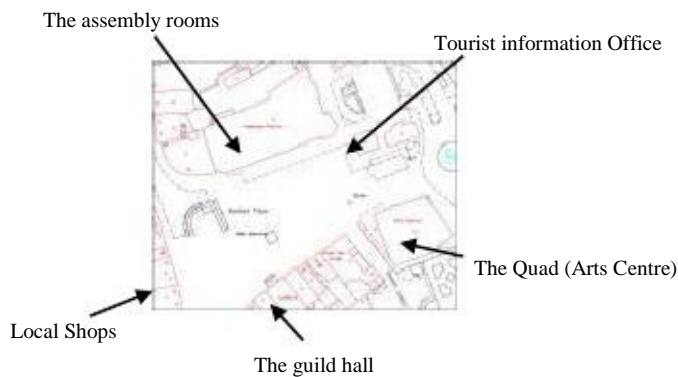 The assembly rooms
Tourist information Office
The Quad (Arts Centre)
Local Shops
The guild hall